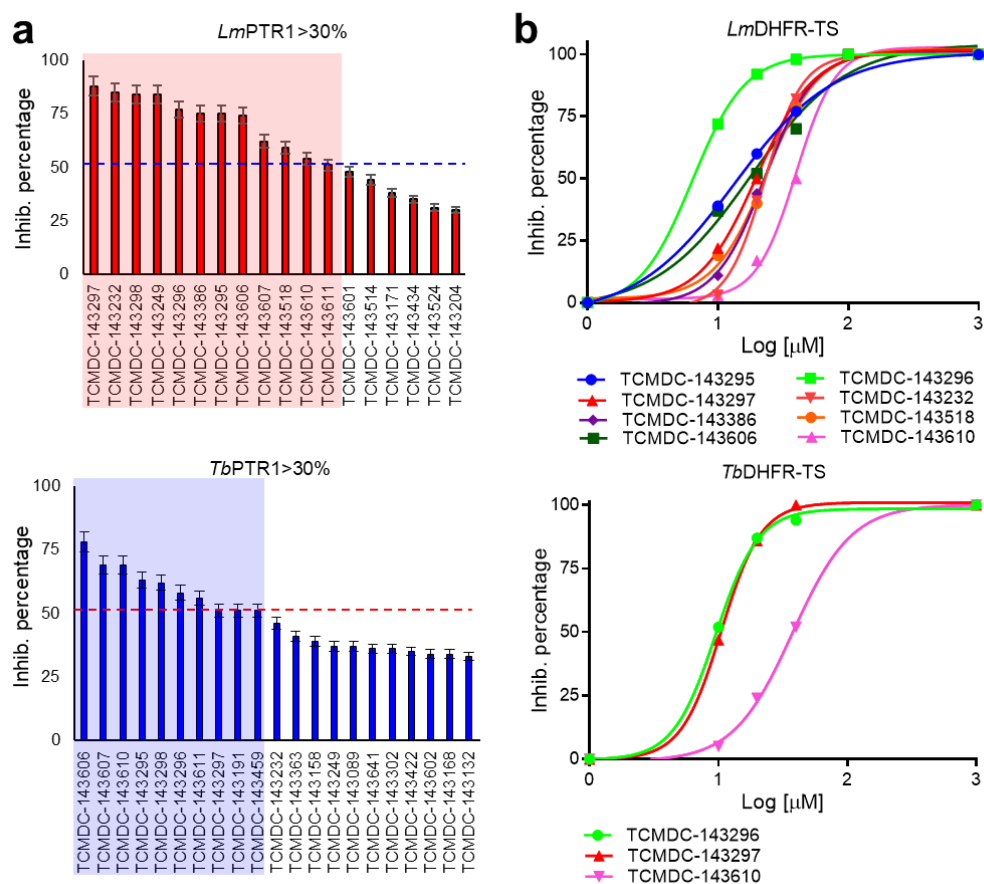 a
LmPTR1>30%
100
75
50
25
0
Inhib. percentage
TCMDC-143297
TCMDC-143232
TCMDC-143298
TCMDC-143249
TCMDC-143296
TCMDC-143386
TCMDC-143295
TCMDC-143606
TCMDC-143607
TCMDC-143518
TCMDC-143610
TCMDC-143611
TCMDC-143601
TCMDC-143514
TCMDC-143171
TCMDC-143434
TCMDC-143524
TCMDC-143204
TbPTR1>30%
100
75
50
25
0
Inhib. percentage
TCMDC-143606
TCMDC-143607
TCMDC-143610
TCMDC-143295
TCMDC-143298
TCMDC-143296
TCMDC-143611
TCMDC-143297
TCMDC-143191
TCMDC-143459
TCMDC-143232
TCMDC-143363
TCMDC-143158
TCMDC-143249
TCMDC-143089
TCMDC-143641
TCMDC-143302
TCMDC-143422
TCMDC-143602
TCMDC-143168
TCMDC-143132
b
LmDHFR-TS
100
75
50
25
0
Inhib. percentage
0 1 2 3
Log [μM]
TCMDC-143295 TCMDC-143296
TCMDC-143297 TCMDC-143232
TCMDC-143386 TCMDC-143518
TCMDC-143606 TCMDC-143610
TbDHFR-TS
100
75
50
25
0
Inhib. percentage
0 1 2 3
Log [μM]
TCMDC-143296
TCMDC-143297
TCMDC-143610